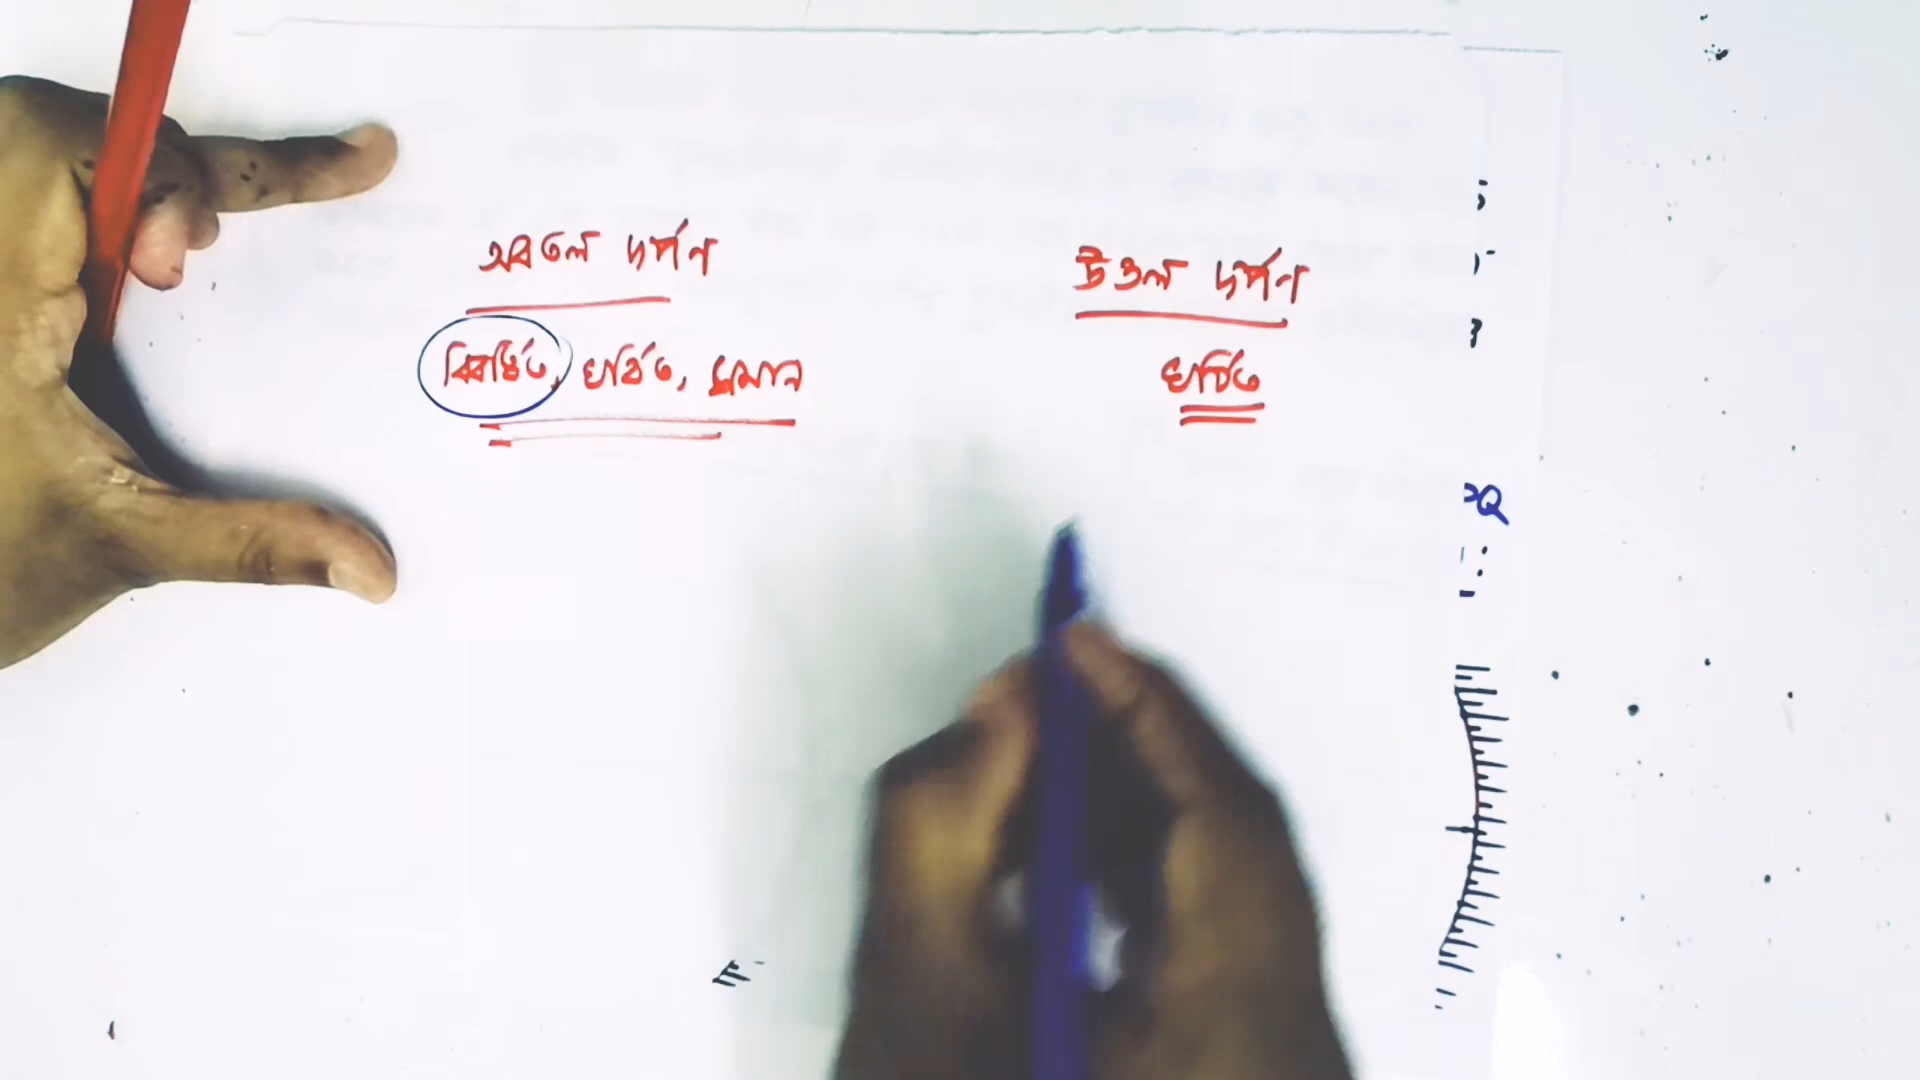 অবতল দর্পণ
উত্তল দর্পণ
বিবর্ধিত, খর্বিত, সমান
খর্বিত